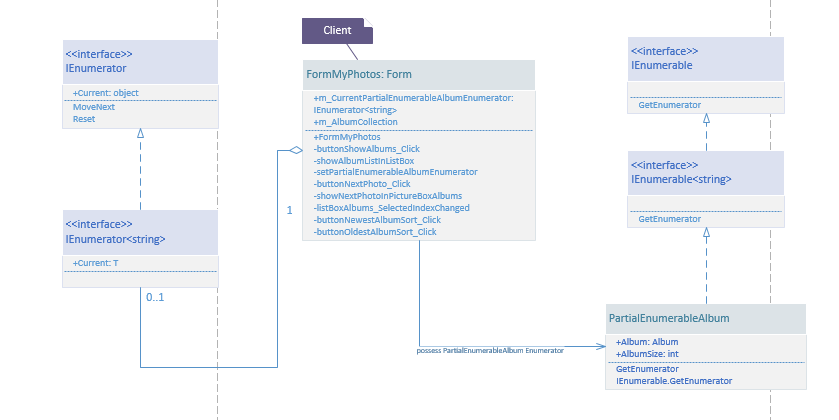 Client
<<interface>>
IEnumerator
+Current: object
MoveNext
Reset
<<interface>>
IEnumerator<string>
+Current: T
0..1
FormMyPhotos: Form
+m_CurrentPartialEnumerableAlbumEnumerator:
IEnumerator<string>
+m_AlbumCollection
+FormMyPhotos
-buttonShowAlbums_Click
-showAlbumListInListBox
-setPartialEnumerableAlbumEnumerator
-buttonNextPhoto_Click
-showNextPhotoInPictureBoxAlbums
-listBoxAlbums_SelectedIndexChanged
-buttonNewestAlbumSort_Click
-buttonOldestAlbumSort_Click
1
possess PartialEnumerableAlbum Enumerator
<<interface>>
IEnumerable
GetEnumerator
<<interface>>
IEnumerable<string>
GetEnumerator
PartialEnumerableAlbum
+Album: Album
+AlbumSize: int
GetEnumerator
IEnumerable.GetEnumerator